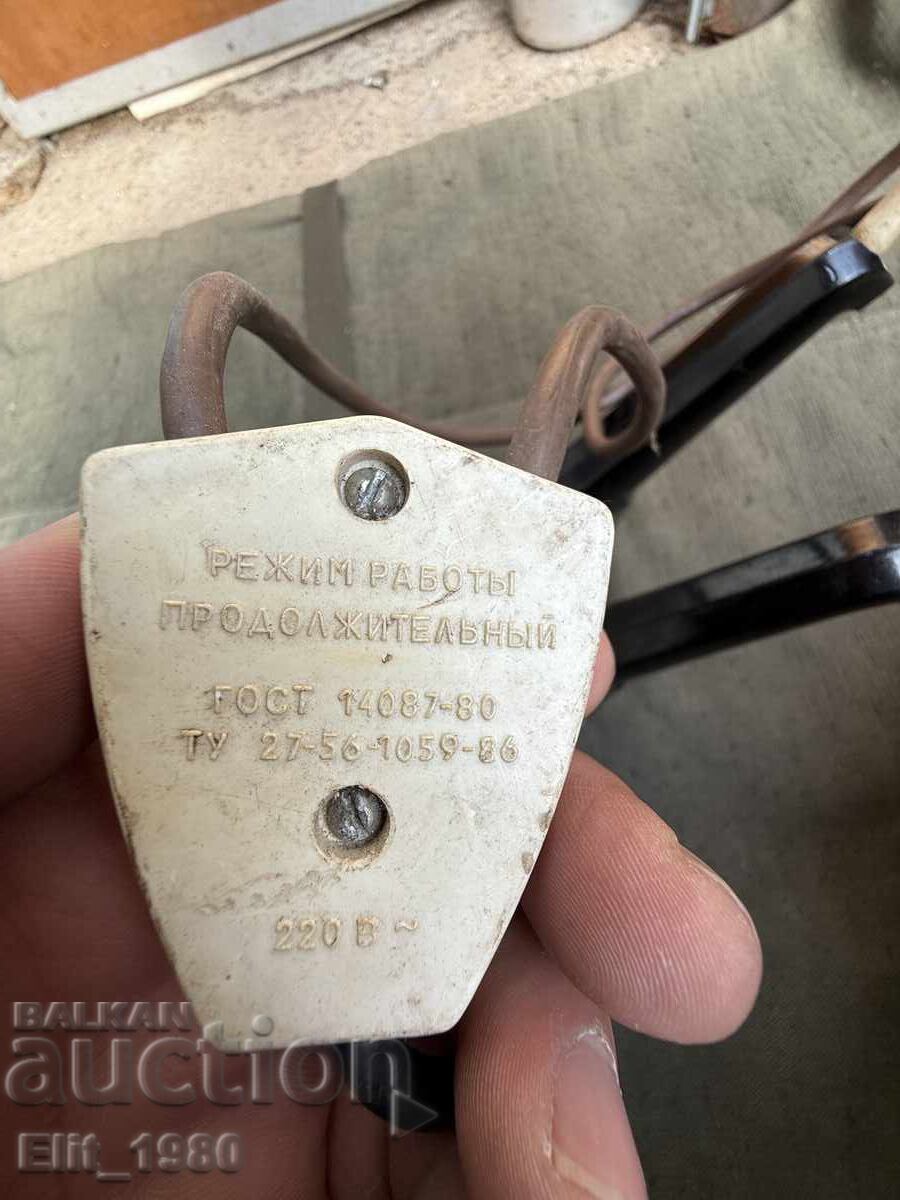 РЕЖИМ РАБОТЫ
ПРОДОЛЖИТЕЛЬНЫЙ
ГОСТ 14087-80
ТУ 27-56-1059-86
220 В ~
BALKAN
auction
Elit_1980